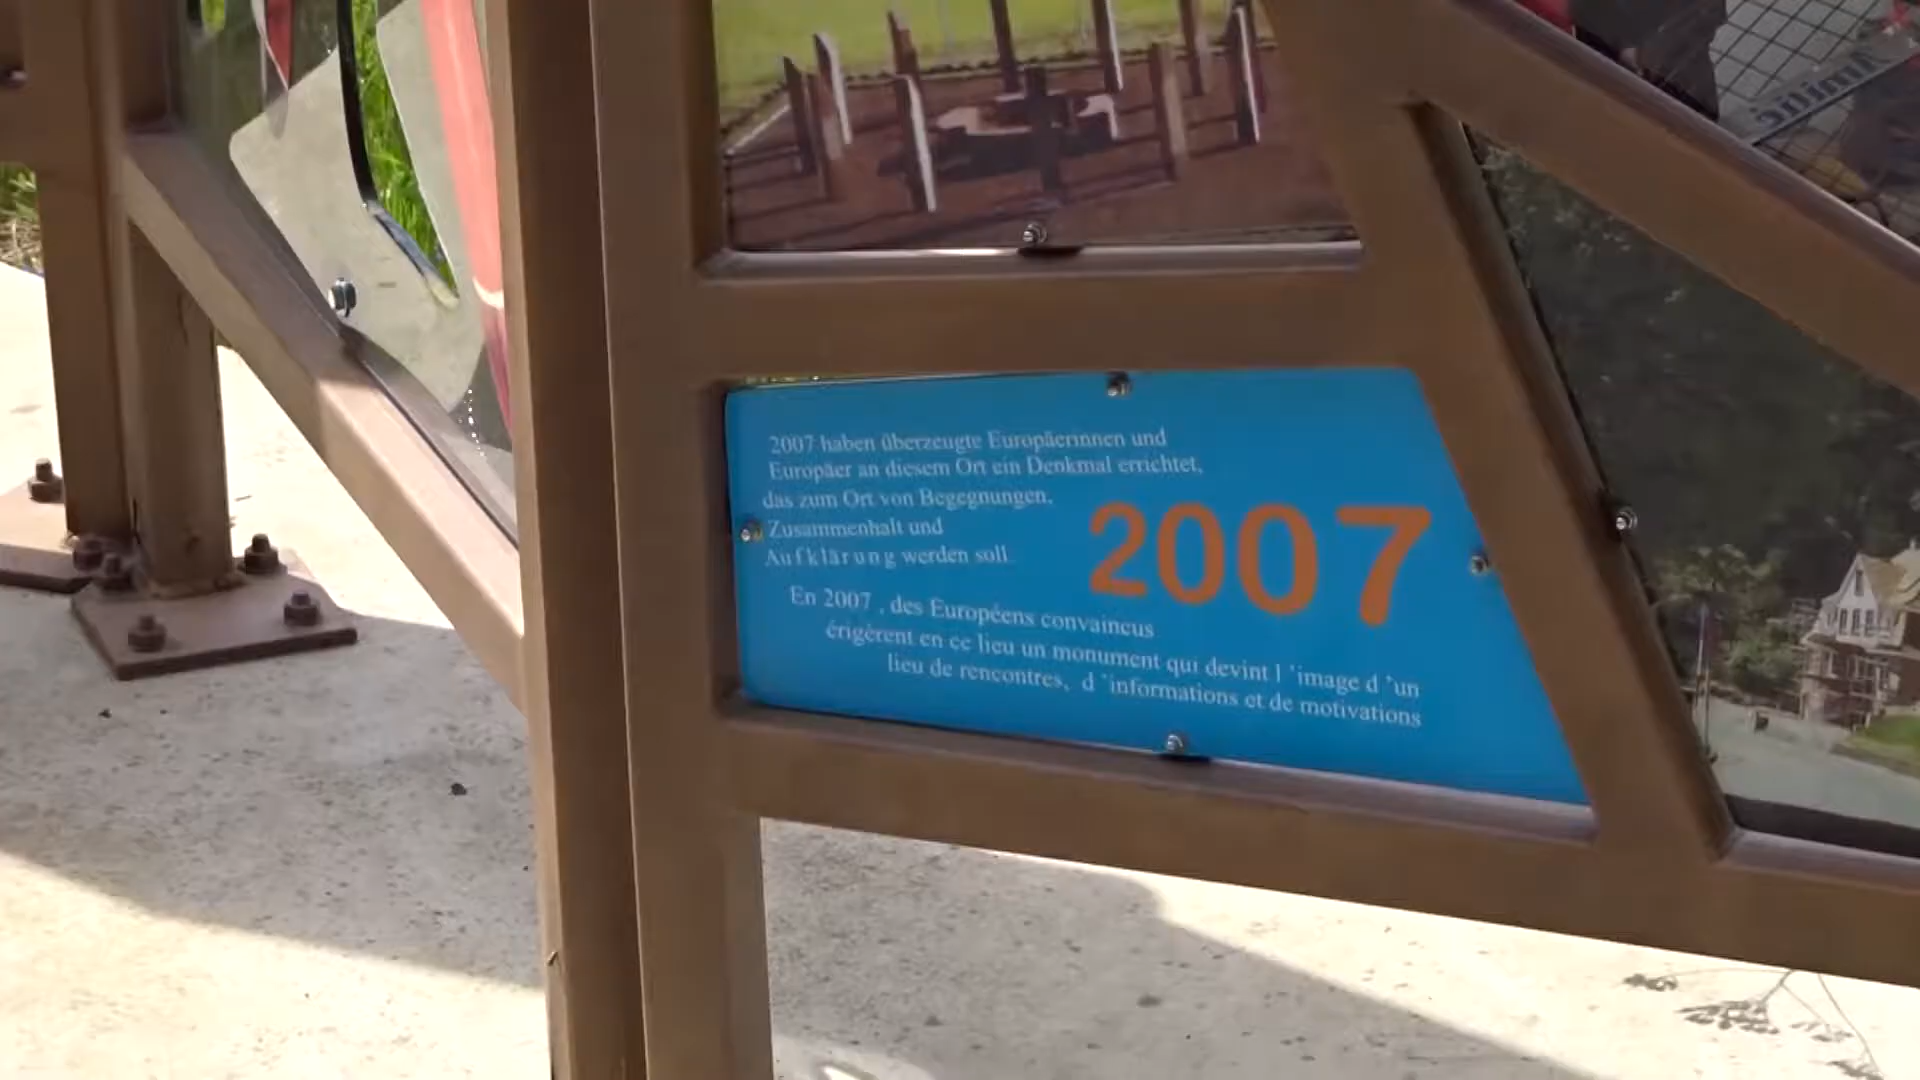 2007 haben überzeugte Europäerinnen und
Europäer an diesem Ort ein Denkmal errichtet,
das zum Ort von Begegnungen,
Zusammenhalt und
Aufklärung werden soll.
2007
En 2007 , des Européens convaincus
érigèrent en ce lieu un monument qui devint l 'image d 'un
lieu de rencontres, d 'informations et de motivations
Amitié